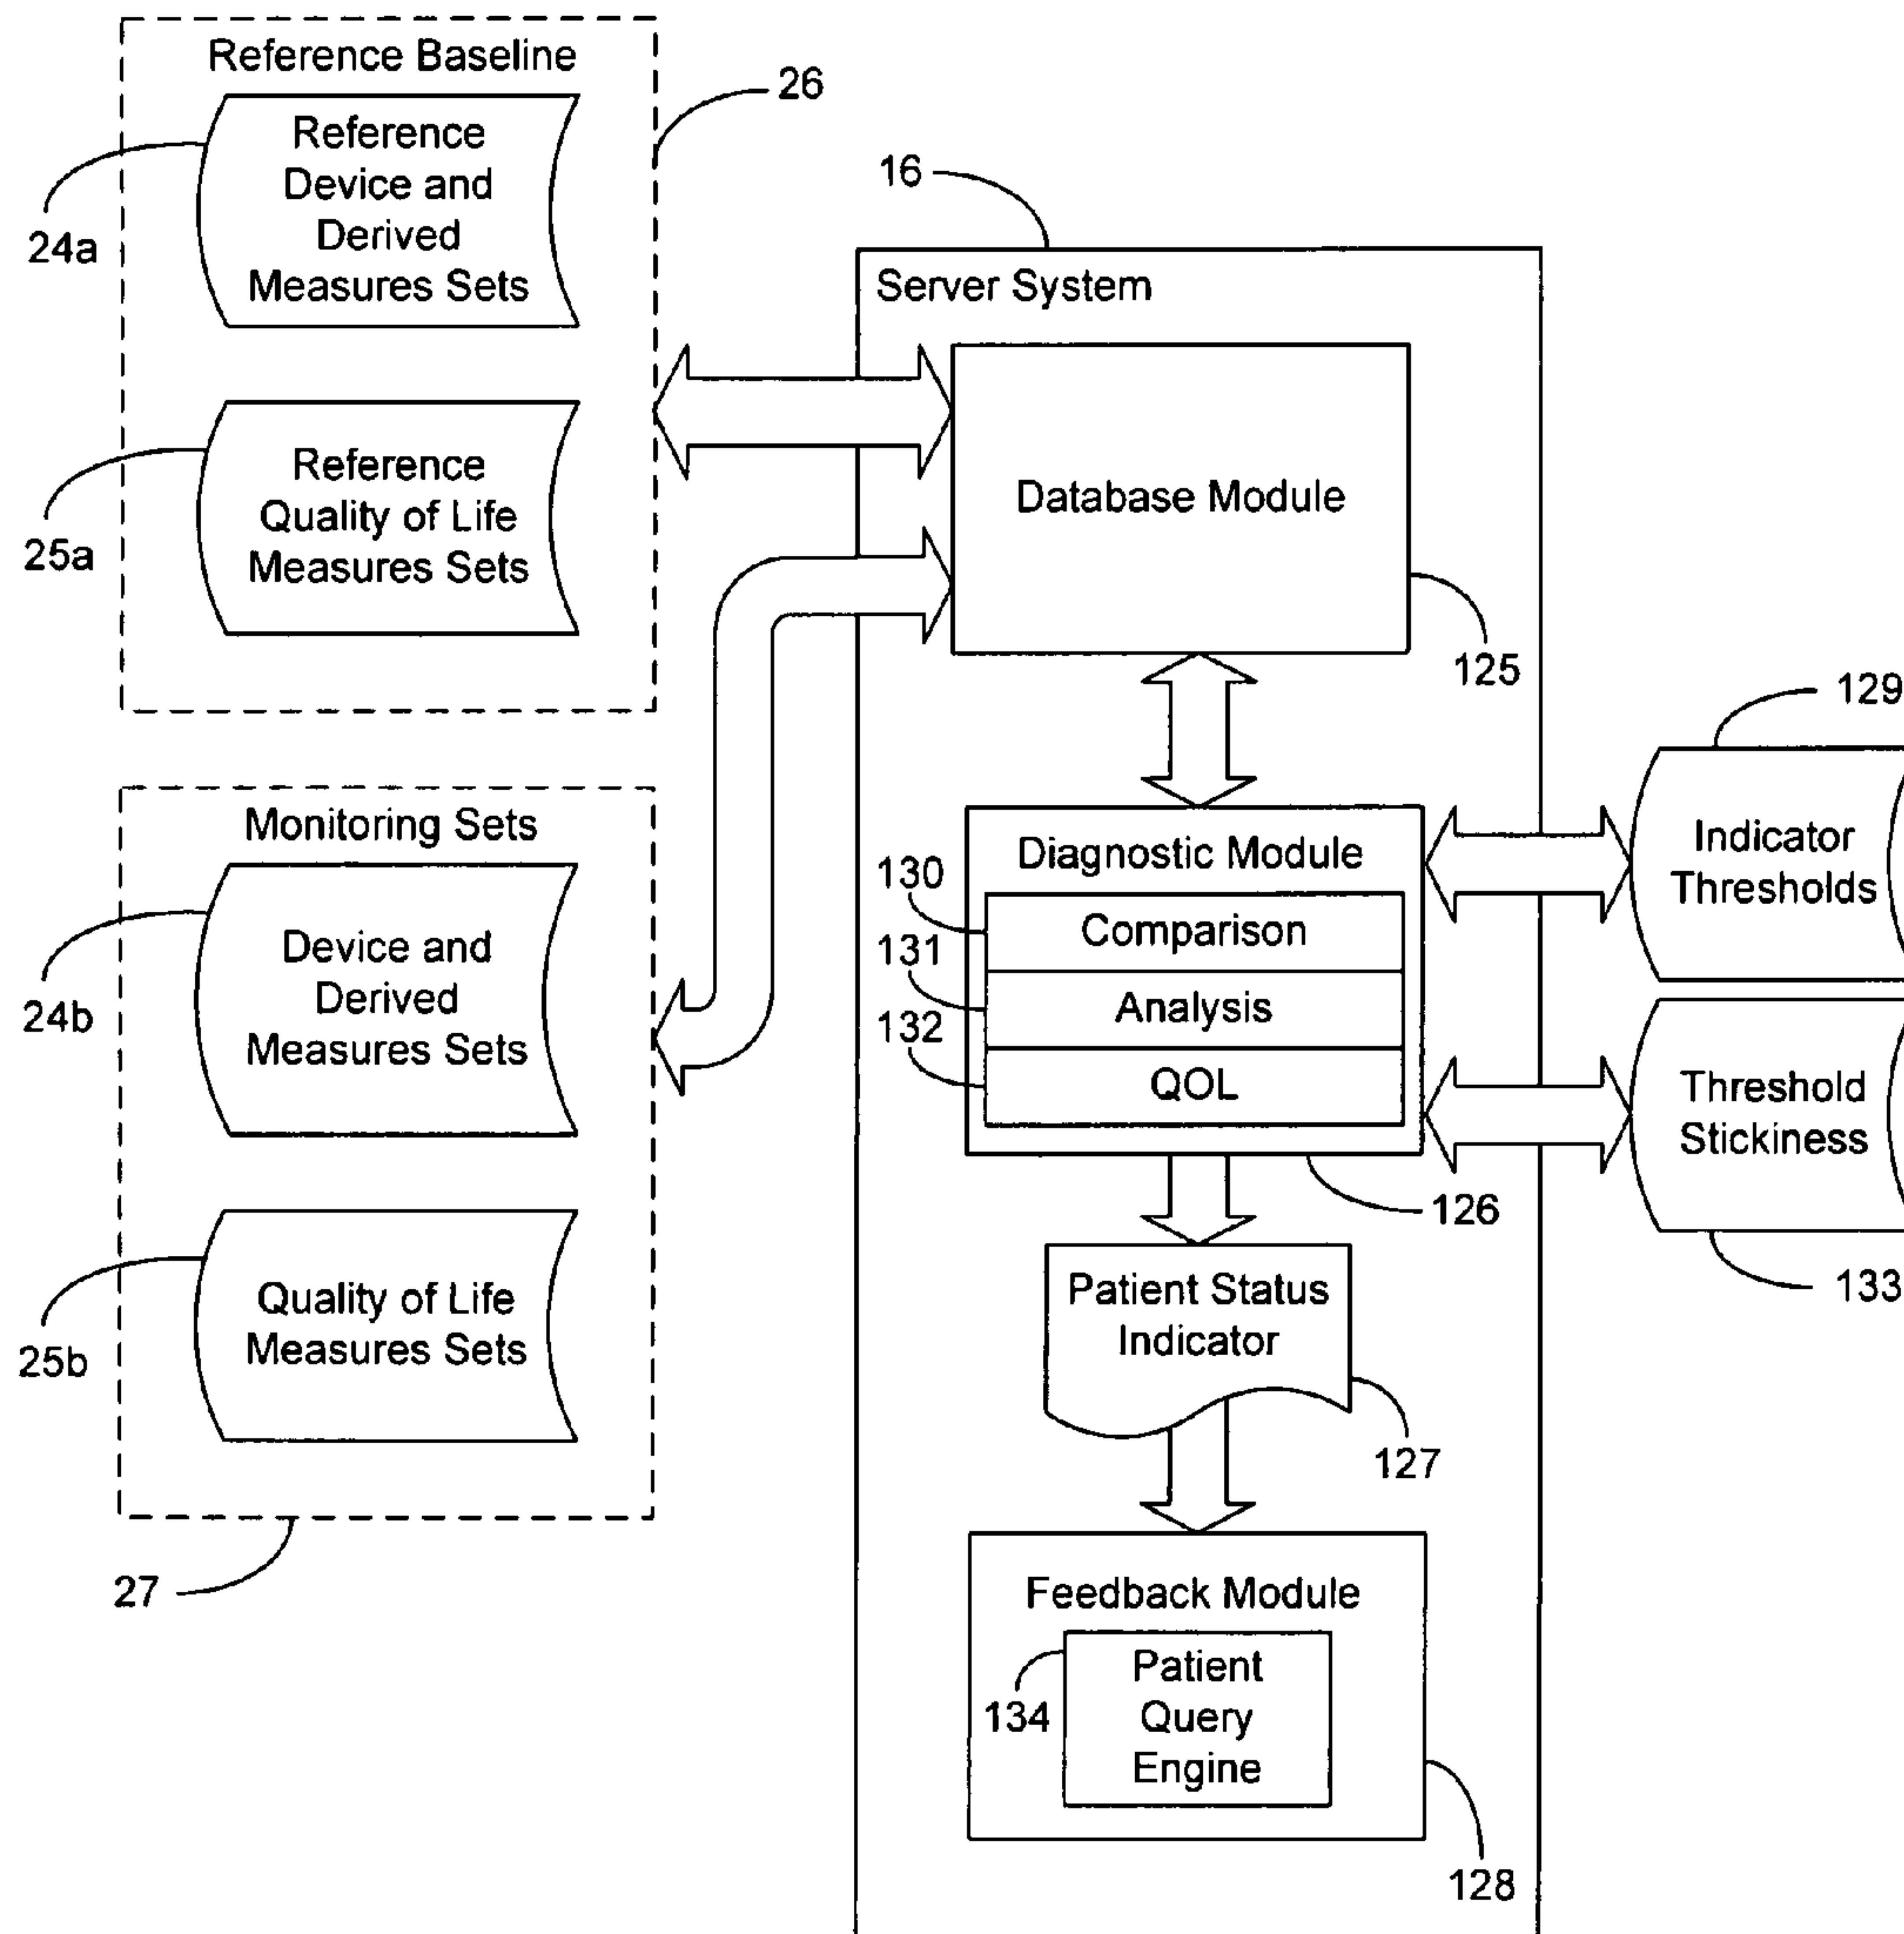 Reference Baseline
26
Reference
Device and
Derived
Measures Sets
24a
Reference
Quality of Life
Measures Sets
25a
Monitoring Sets
Device and
Derived
Measures Sets
24b
Quality of Life
Measures Sets
25b
27
16
Server System
Database Module
125
Diagnostic Module
130
Comparison
131
Analysis
132
QOL
126
129
Indicator
Thresholds
Threshold
Stickiness
133
Patient Status
Indicator
127
Feedback Module
134
Patient
Query
Engine
128